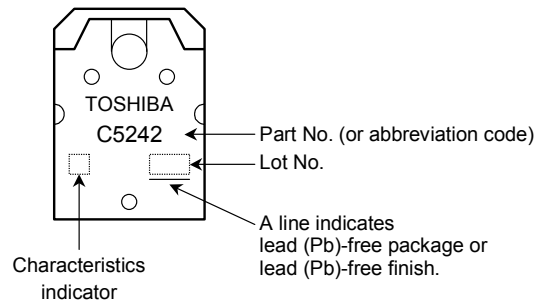 TOSHIBA
C5242
Part No. (or abbreviation code)
Lot No.
A line indicates
lead (Pb)-free package or
lead (Pb)-free finish.
Characteristics
indicator